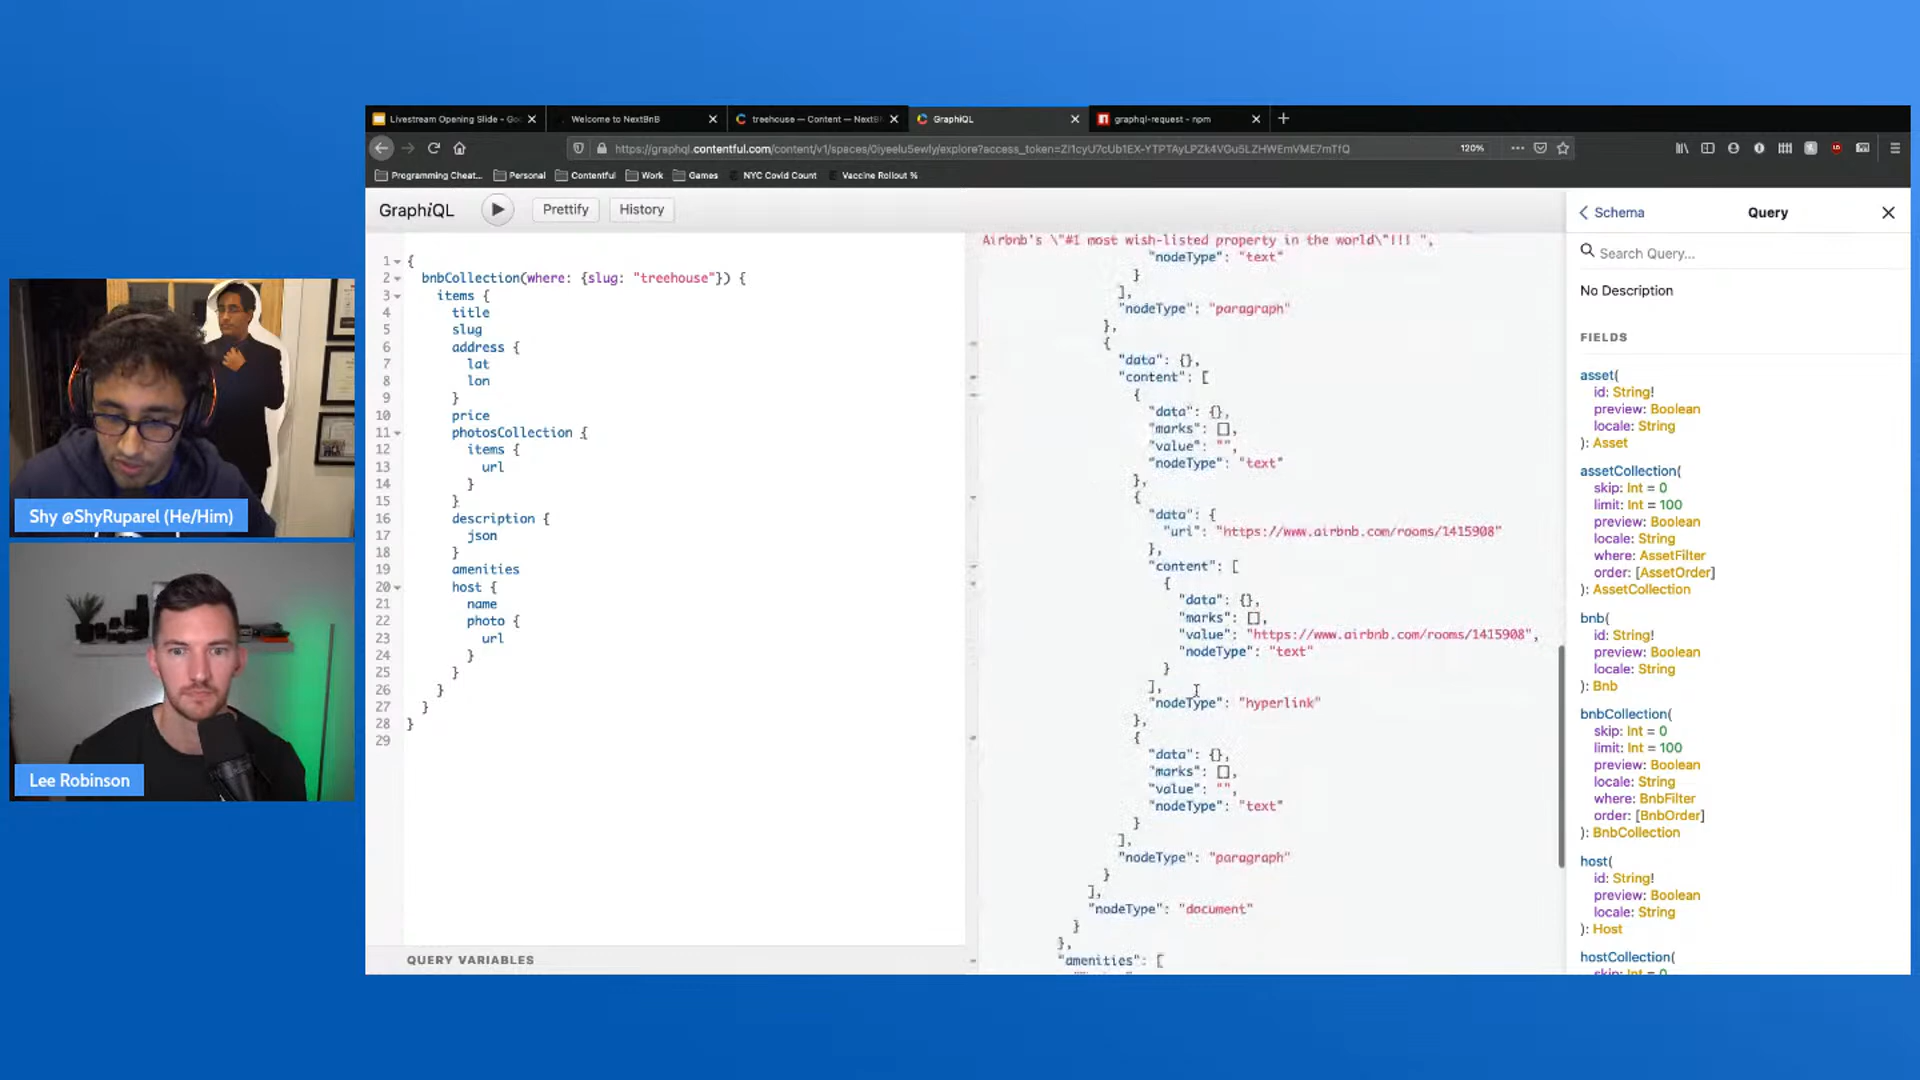 Livestream Opening Slide - Go
Welcome to NextBnB
treehouse — Content — NextB
GraphiQL
graphql-request - npm
120%
Programming Cheat...
Personal
Contentful
Work
Games
NYC Covid Count
Vaccine Rollout %
GraphiQL
Prettify
History
1 {
2 bnbCollection(where: {slug: "treehouse"}) {
3 items {
4 title
5 slug
6 address {
7 lat
8 lon
9 }
10 price
11 photosCollection {
12 items {
13 url
14 }
15 }
16 description {
17 json
18 }
19 amenities
20 host {
21 name
22 photo {
23 url
24 }
25 }
26 }
27 }
28 }
29
QUERY VARIABLES
Airbnb's \"#1 most wish-listed property in the world\"!!! ",
"nodeType": "text"
}
],
"nodeType": "paragraph"
},
{
"data": {},
"content": [
{
"data": {},
"marks": [],
"value": "",
"nodeType": "text"
},
{
"data": {
"uri": "https://www.airbnb.com/rooms/1415908"
},
"content": [
{
"data": {},
"marks": [],
"value": "https://www.airbnb.com/rooms/1415908",
"nodeType": "text"
}
],
"nodeType": "hyperlink"
},
{
"data": {},
"marks": [],
"value": "",
"nodeType": "text"
}
],
"nodeType": "paragraph"
}
],
"nodeType": "document"
}
},
"amenities": [
Schema
Query
Search Query...
No Description
FIELDS
asset(
id: String!
preview: Boolean
locale: String
): Asset
assetCollection(
skip: Int = 0
limit: Int = 100
preview: Boolean
locale: String
where: AssetFilter
order: [AssetOrder]
): AssetCollection
bnb(
id: String!
preview: Boolean
locale: String
): Bnb
bnbCollection(
skip: Int = 0
limit: Int = 100
preview: Boolean
locale: String
where: BnbFilter
order: [BnbOrder]
): BnbCollection
host(
id: String!
preview: Boolean
locale: String
): Host
hostCollection(
skip: Int = 0
Shy @ShyRuparel (He/Him)
Lee Robinson